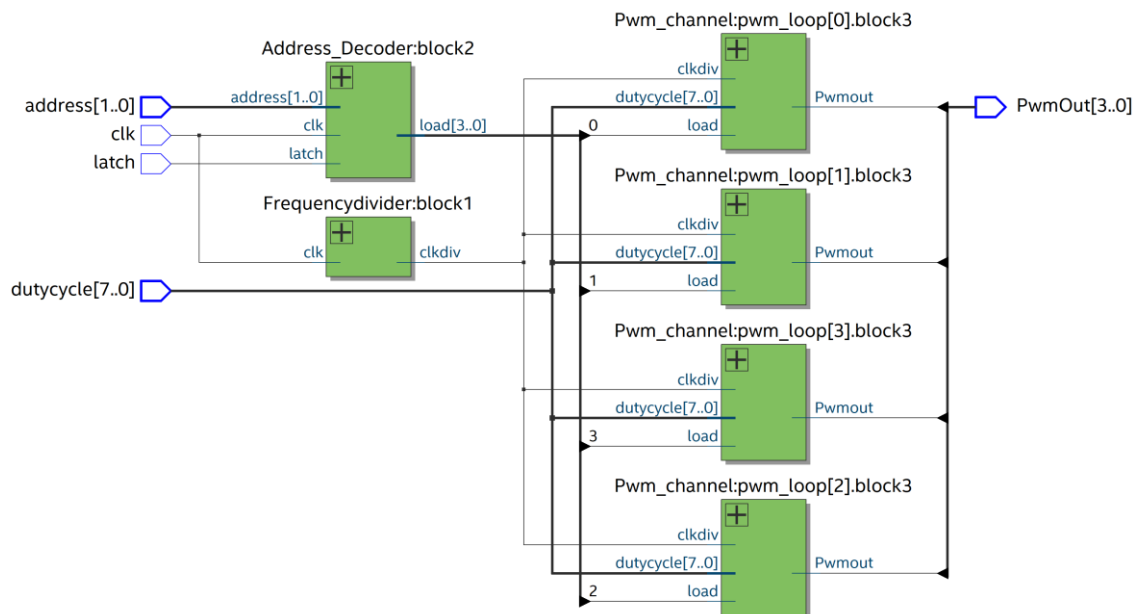 Pwm_channel:pwm_loop[0].block3
Address_Decoder:block2
clkdiv
address[1..0]
address[1..0]
dutycycle[7..0]
Pwmout
PwmOut[3..0]
clk
clk
load[3..0]
0
load
latch
latch
Pwm_channel:pwm_loop[1].block3
Frequencydivider:block1
clkdiv
clk
clkdiv
dutycycle[7..0]
Pwmout
dutycycle[7..0]
1
load
Pwm_channel:pwm_loop[3].block3
clkdiv
dutycycle[7..0]
Pwmout
3
load
Pwm_channel:pwm_loop[2].block3
clkdiv
dutycycle[7..0]
Pwmout
2
load